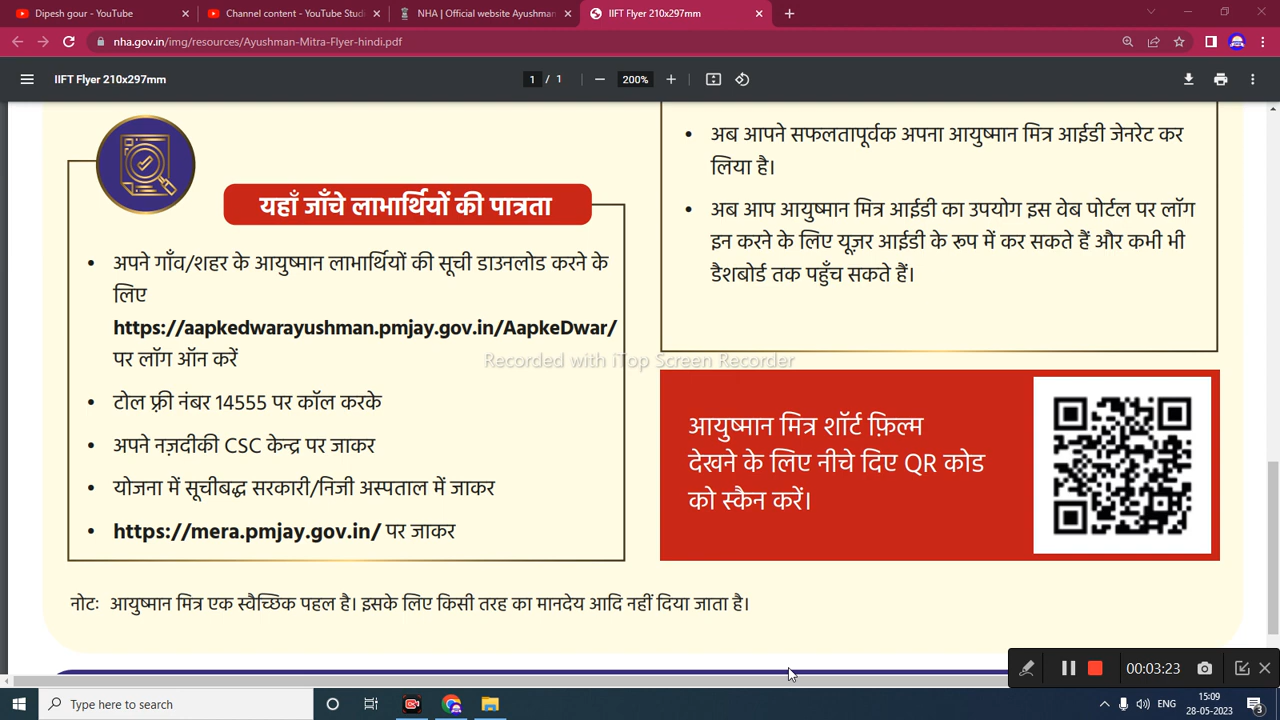 Dipesh gour - YouTube
Channel content - YouTube Stud
NHA | Official website Ayushman
IIFT Flyer 210x297mm
nha.gov.in/img/resources/Ayushman-Mitra-Flyer-hindi.pdf
IIFT Flyer 210x297mm
1 / 1
200%
यहाँ जाँचे लाभार्थियों की पात्रता
• अपने गाँव/शहर के आयुष्मान लाभार्थियों की सूची डाउनलोड करने के
लिए
https://aapkedwarayushman.pmjay.gov.in/AapkeDwar/
पर लॉग ऑन करें
• टोल फ़्री नंबर 14555 पर कॉल करके
• अपने नज़दीकी CSC केन्द्र पर जाकर
• योजना में सूचीबद्ध सरकारी/निजी अस्पताल में जाकर
• https://mera.pmjay.gov.in/ पर जाकर
• अब आपने सफलतापूर्वक अपना आयुष्मान मित्र आईडी जेनरेट कर
लिया है।
• अब आप आयुष्मान मित्र आईडी का उपयोग इस वेब पोर्टल पर लॉग
इन करने के लिए यूज़र आईडी के रूप में कर सकते हैं और कभी भी
डैशबोर्ड तक पहुँच सकते हैं।
Recorded with iTop Screen Recorder
आयुष्मान मित्र शॉर्ट फ़िल्म
देखने के लिए नीचे दिए QR कोड
को स्कैन करें।
नोटः आयुष्मान मित्र एक स्वैच्छिक पहल है। इसके लिए किसी तरह का मानदेय आदि नहीं दिया जाता है।
00:03:23
Type here to search
ENG
15:09
28-05-2023
3